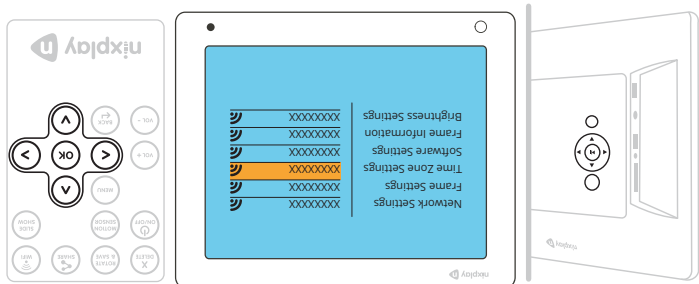 nixplay
nixplay
Network Settings XXXXXXXX
Frame Settings XXXXXXXX
Time Zone Settings XXXXXXXX
Software Settings XXXXXXXX
Frame Information XXXXXXXX
Brightness Settings XXXXXXXX
X
DELETE
ROTATE
& SAVE
SHARE
WIFI
ON/OFF
MOTION
SENSOR
SLIDE
SHOW
MENU
VOL +
OK
VOL -
BACK
nixplay